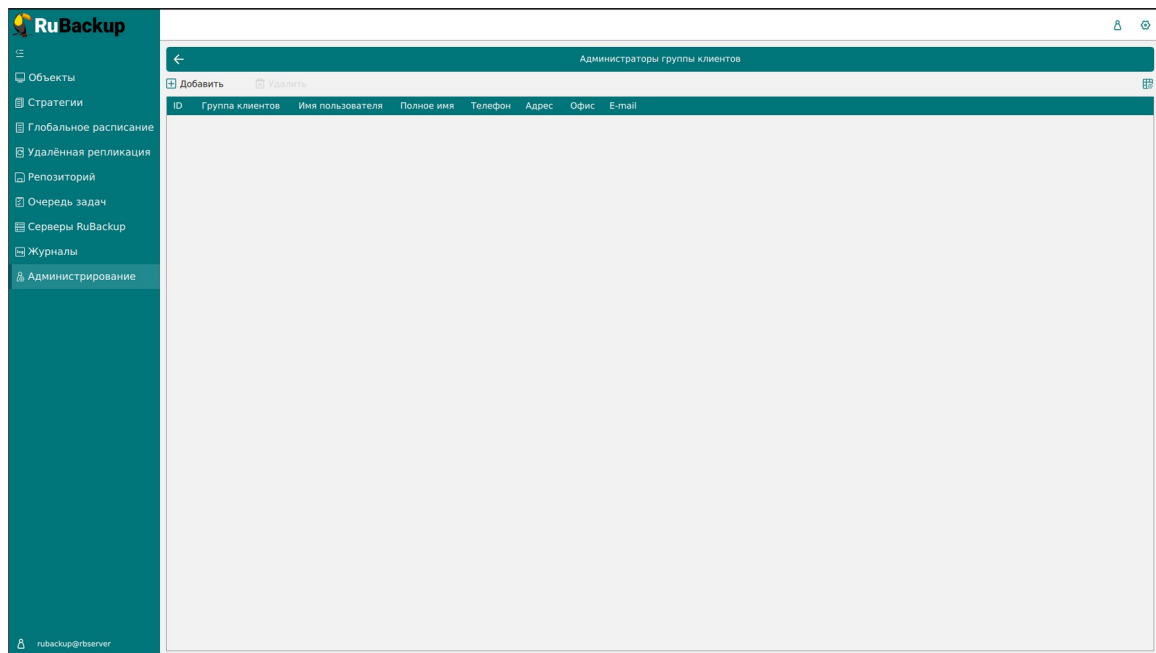 RuBackup
Администраторы группы клиентов
Объекты
Стратегии
Глобальное расписание
Удалённая репликация
Репозиторий
Очередь задач
Серверы RuBackup
Журналы
Администрирование
Добавить Удалить
ID Группа клиентов Имя пользователя Полное имя Телефон Адрес Офис E-mail
rubackup@rbserver